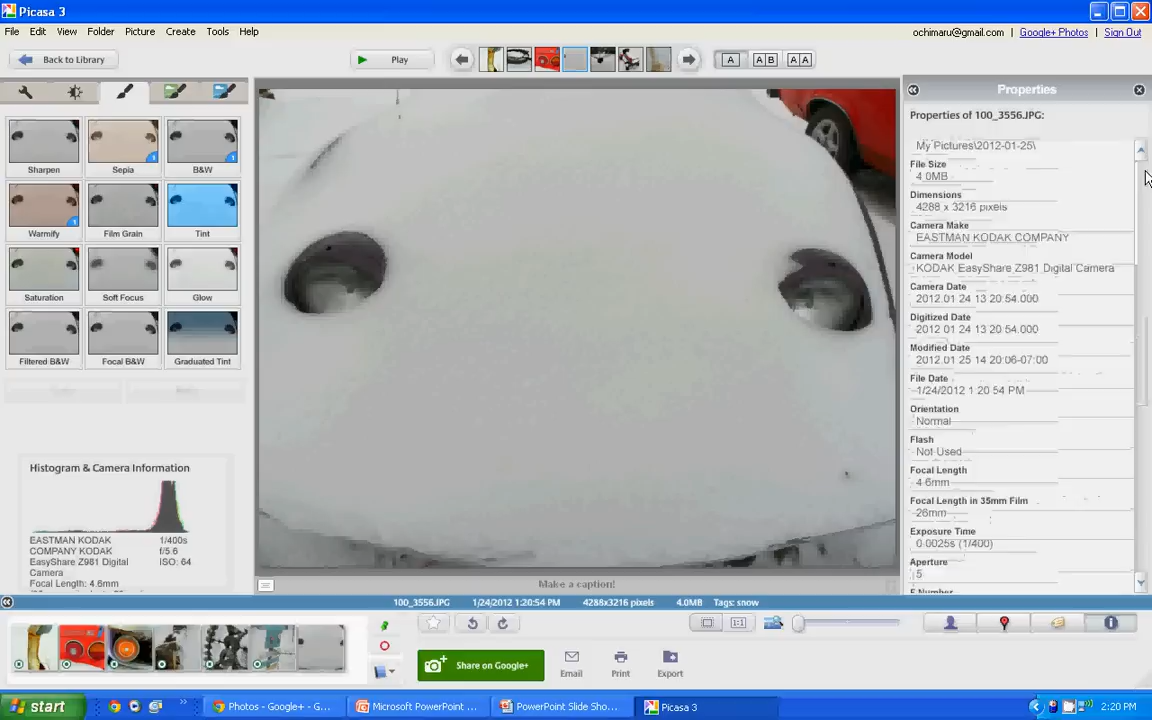 Picasa 3
File Edit View Folder Picture Create Tools Help
ochimaru@gmail.com | Google+ Photos | Sign Out
Back to Library
Play
A
A B
A A
Properties
Properties of 100_3556.JPG:
My Pictures\2012-01-25\
File Size
4.0MB
Dimensions
4288 x 3216 pixels
Camera Make
EASTMAN KODAK COMPANY
Camera Model
KODAK EasyShare Z981 Digital Camera
Camera Date
2012:01:24 13:20:54.000
Digitized Date
2012:01:24 13:20:54.000
Modified Date
2012:01:25 14:20:06-07:00
File Date
1/24/2012 1:20:54 PM
Orientation
Normal
Flash
Not Used
Focal Length
4.6mm
Focal Length in 35mm Film
26mm
Exposure Time
0.0025s (1/400)
Aperture
5
F Number
Sharpen
Sepia
1
B&W
1
Warmify
1
Film Grain
Tint
Saturation
Soft Focus
Glow
Filtered B&W
Focal B&W
Graduated Tint
Histogram & Camera Information
EASTMAN KODAK 1/400s
COMPANY KODAK f/5.6
EasyShare Z981 Digital ISO: 64
Camera
Focal Length: 4.6mm
Make a caption!
100_3556.JPG 1/24/2012 1:20:54 PM 4288x3216 pixels 4.0MB Tags: snow
1:1
Share on Google+
Email
Print
Export
start
Photos - Google+ - G...
Microsoft PowerPoint ...
PowerPoint Slide Sho...
Picasa 3
2:20 PM